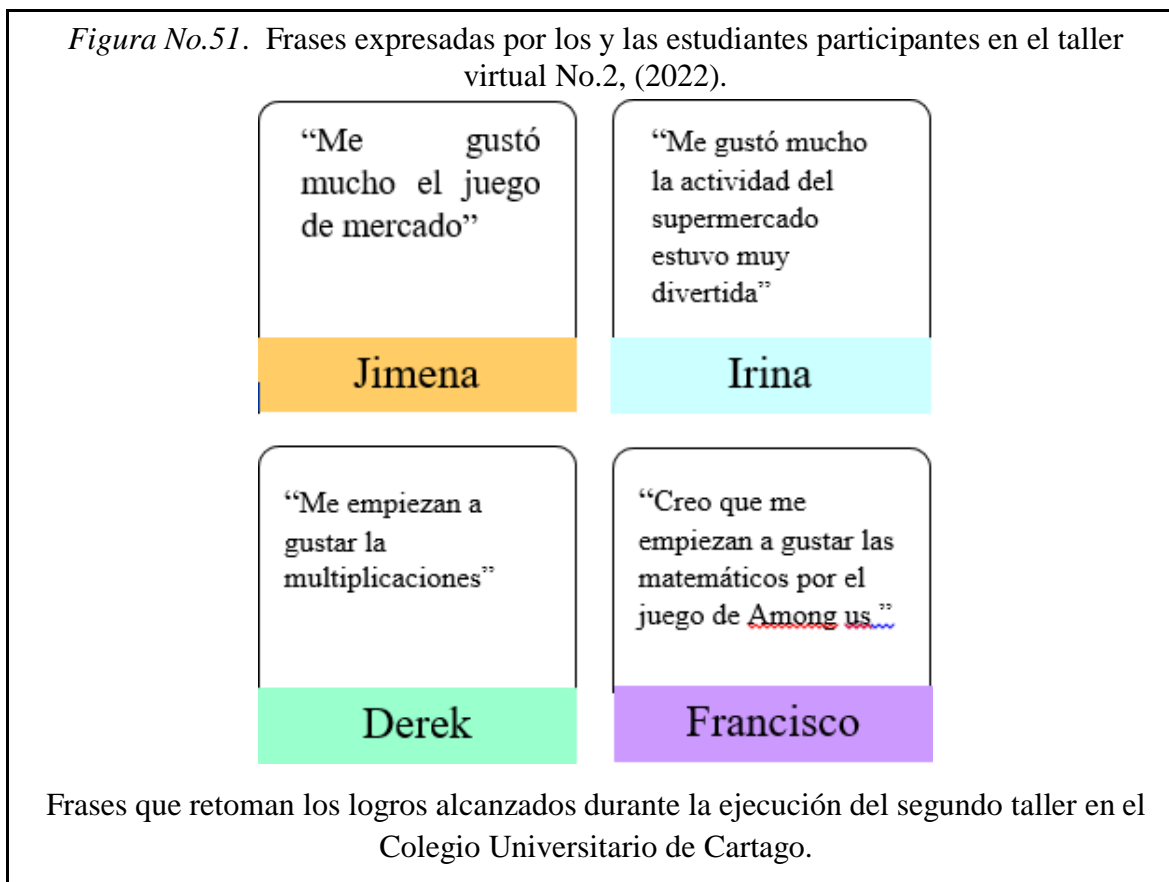 Figura No.51. Frases expresadas por los y las estudiantes participantes en el taller
virtual No.2, (2022).
“Me gustó
mucho el juego
de mercado”
Jimena
“Me gustó mucho
la actividad del
supermercado
estuvo muy
divertida”
Irina
“Me empiezan a
gustar la
multiplicaciones”
Derek
“Creo que me
empiezan a gustar las
matemáticos por el
juego de Among us.”
Francisco
Frases que retoman los logros alcanzados durante la ejecución del segundo taller en el
Colegio Universitario de Cartago.